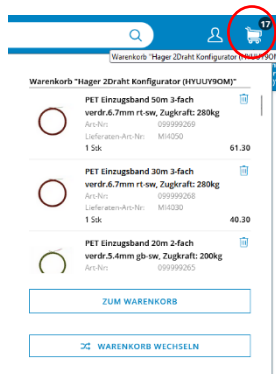 17
Warenkorb "Hager 2Draht Konfigurator (HYUUY9OM)"
Warenkorb "Hager 2Draht Konfigurator (HYUUY9OM)"
PET Einzugsband 50m 3-fach
verdr.6.7mm rt-sw, Zugkraft: 280kg
Art-Nr: 099999269
Lieferaten-Art-Nr: MI4050
1 Stk 61.30
PET Einzugsband 30m 3-fach
verdr.6.7mm rt-sw, Zugkraft: 280kg
Art-Nr: 099999268
Lieferaten-Art-Nr: MI4030
1 Stk 40.30
PET Einzugsband 20m 2-fach
verdr.5.4mm gb-sw, Zugkraft: 200kg
Art-Nr: 099999265
ZUM WARENKORB
WARENKORB WECHSELN